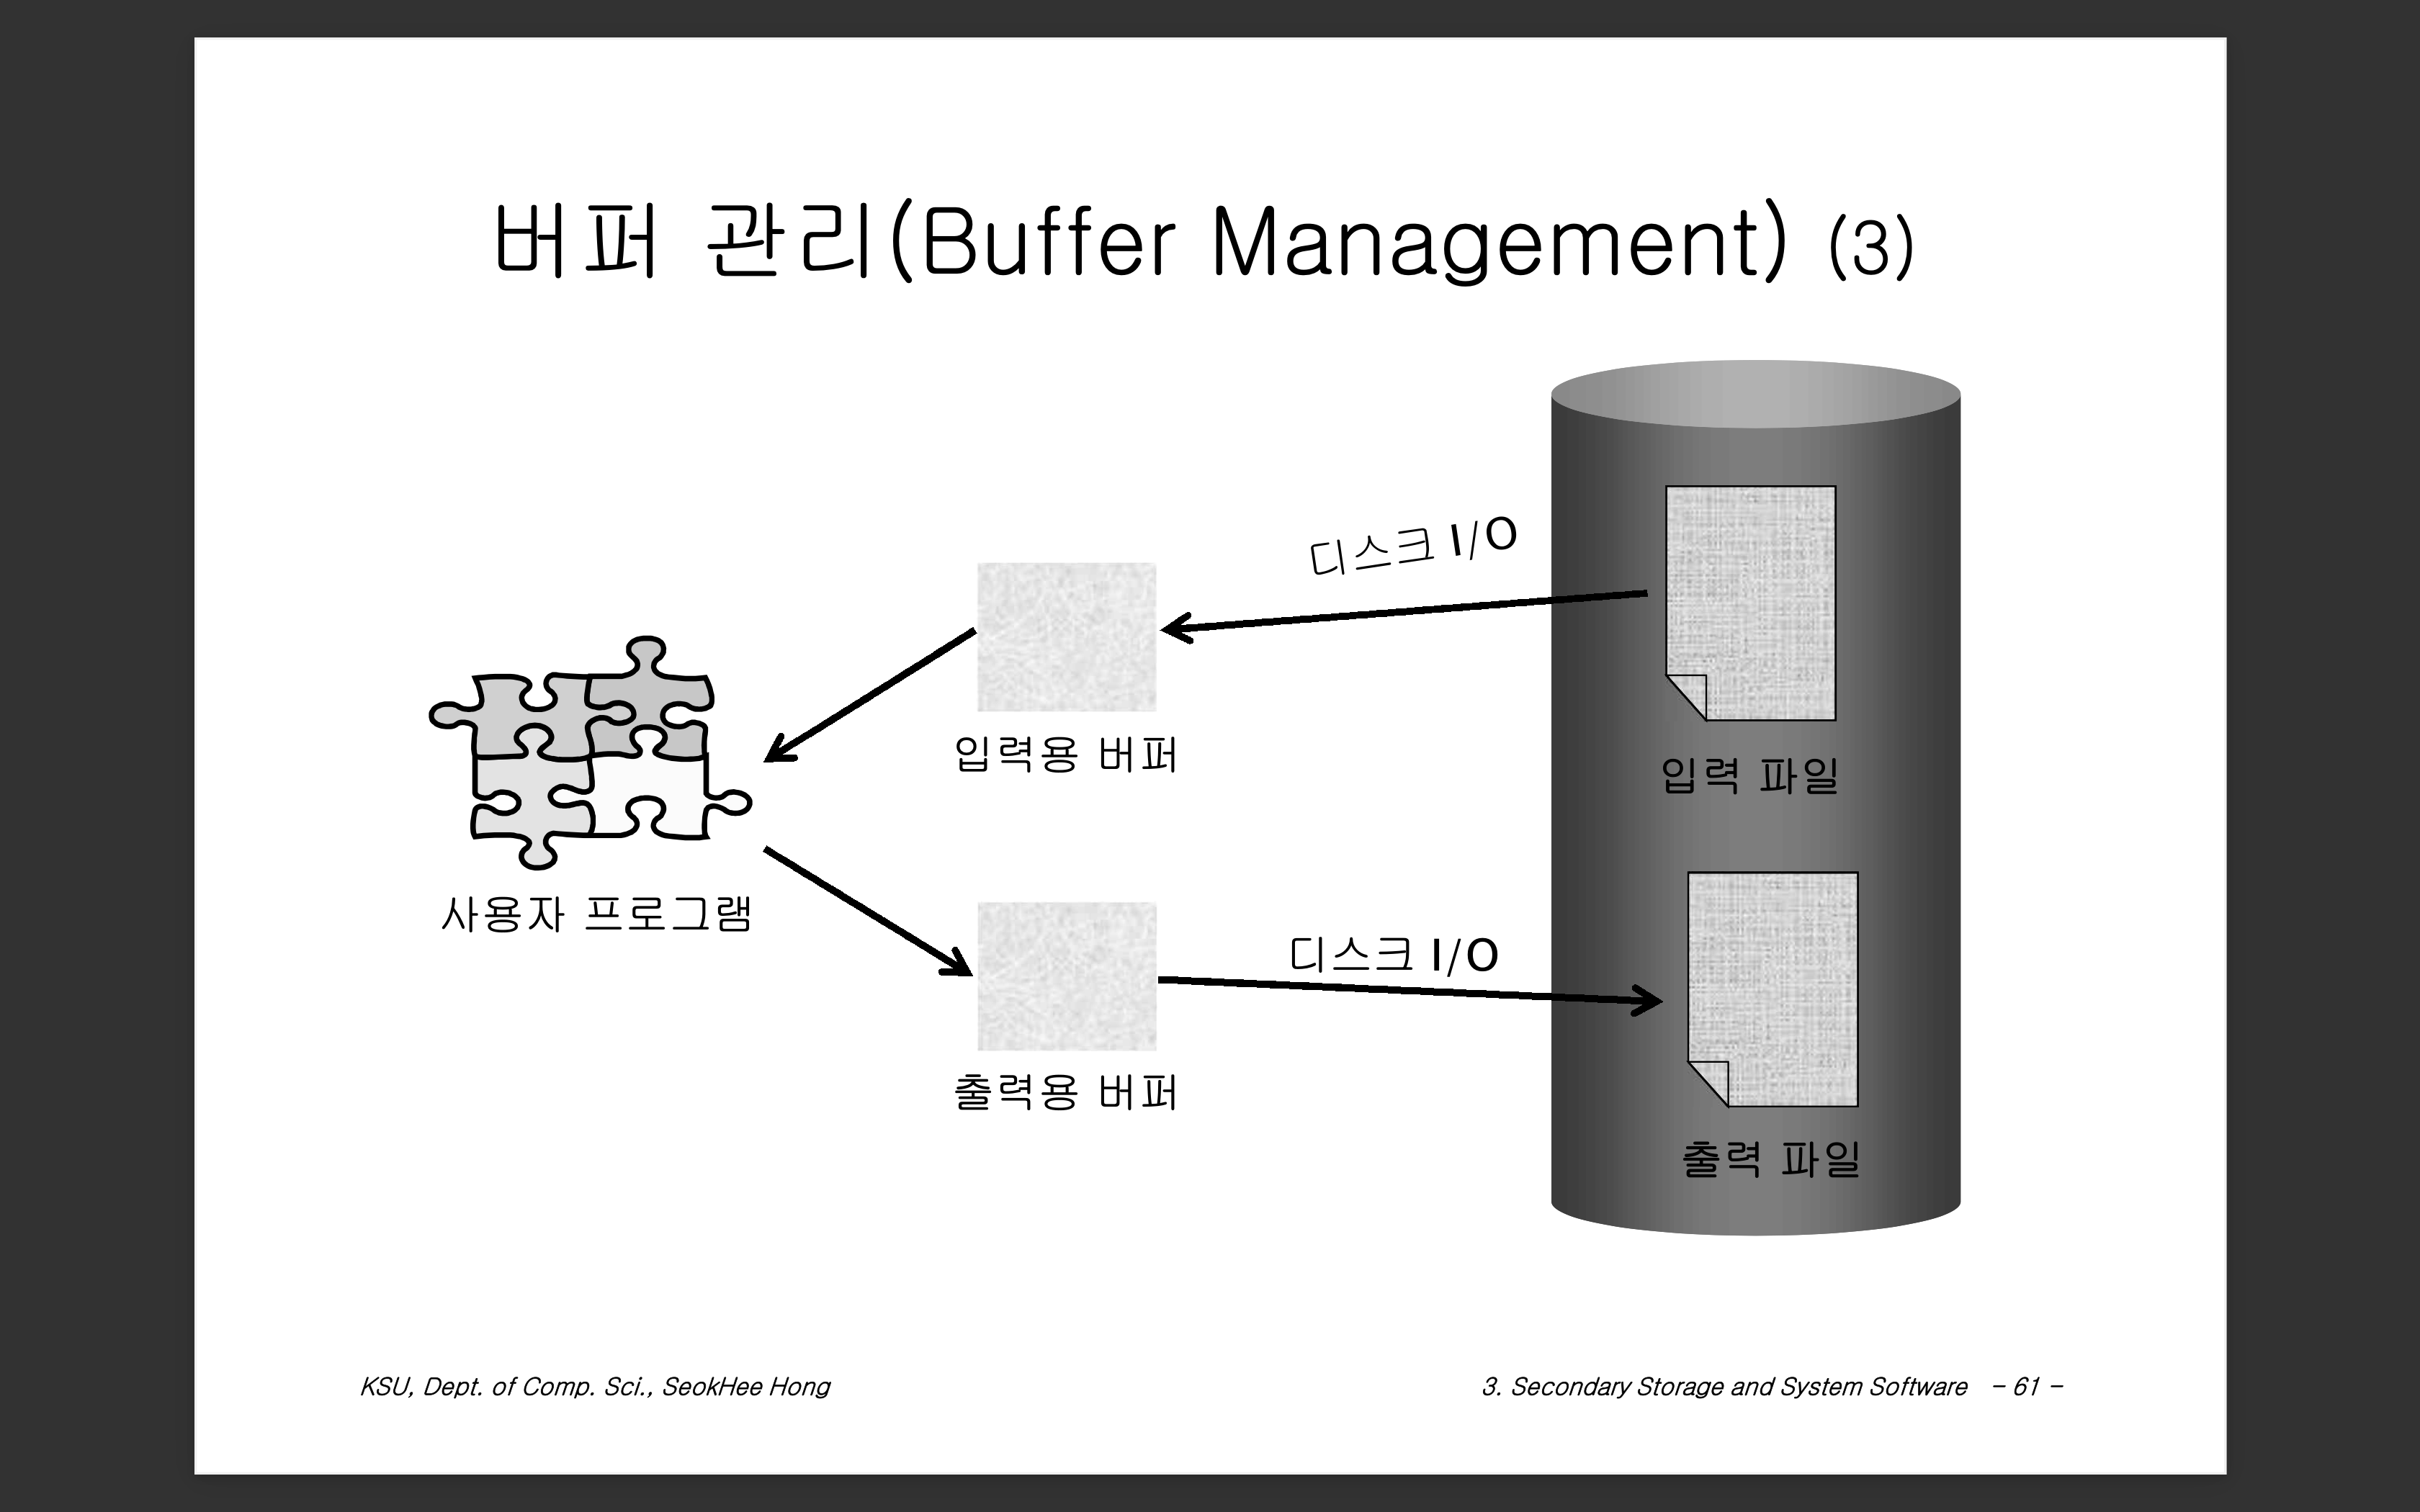 버퍼 관리(Buffer Management) (3)
디스크 I/O
입력용 버퍼
입력 파일
사용자 프로그램
디스크 I/O
출력용 버퍼
출력 파일
KSU, Dept. of Comp. Sci., SeokHee Hong
3. Secondary Storage and System Software - 61 -